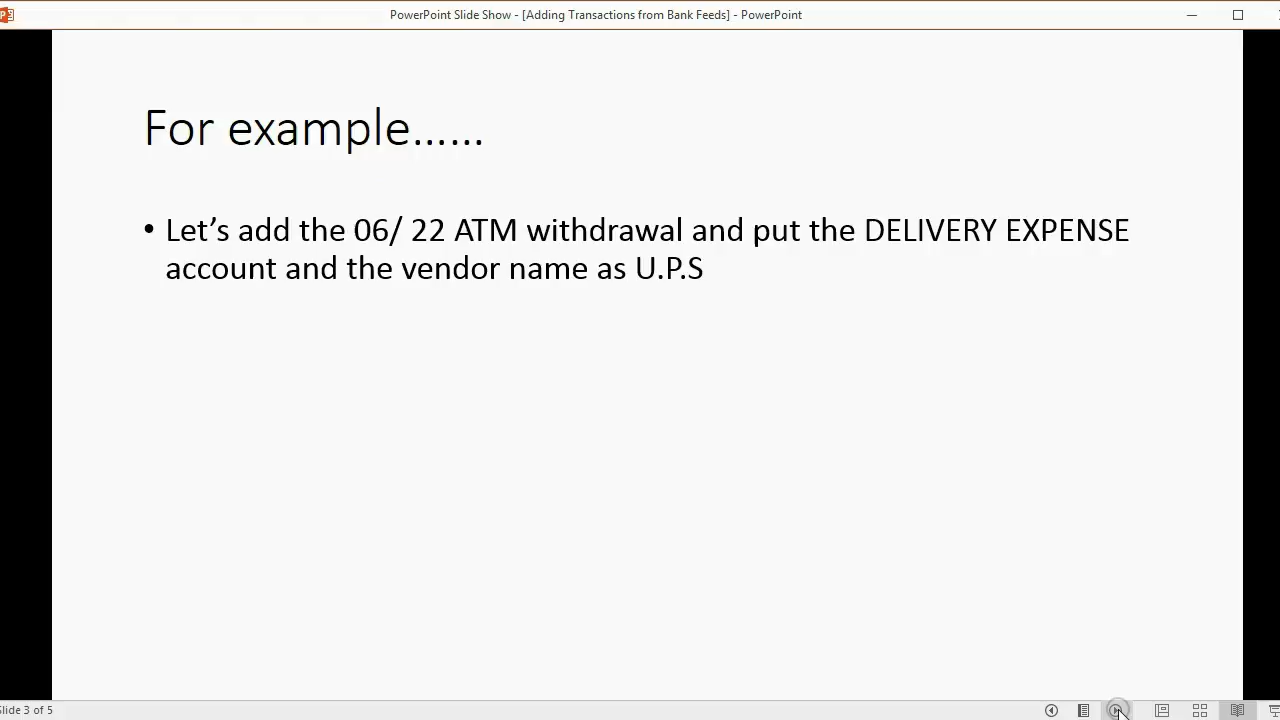 PowerPoint Slide Show - [Adding Transactions from Bank Feeds] - PowerPoint
For example......
• Let’s add the 06/ 22 ATM withdrawal and put the DELIVERY EXPENSE
account and the vendor name as U.P.S
Slide 3 of 5